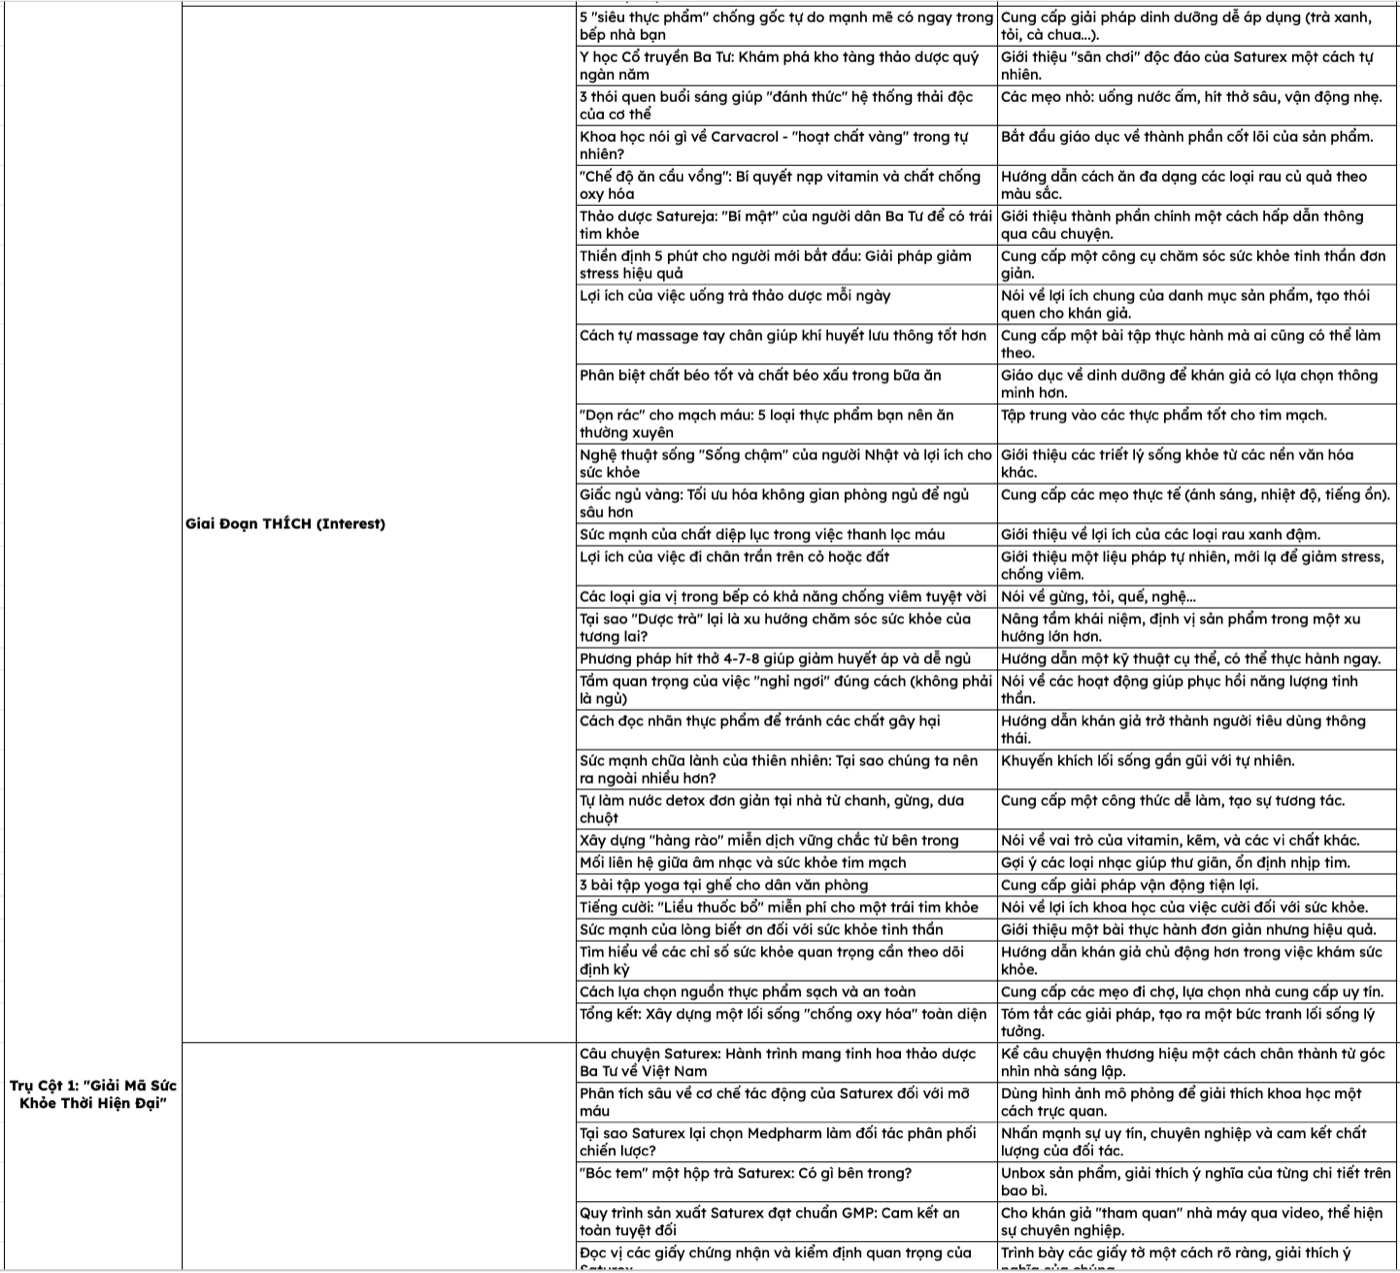 5 "siêu thực phẩm" chống gốc tự do mạnh mẽ có ngay trong
bếp nhà bạn
Cung cấp giải pháp dinh dưỡng dễ áp dụng (trà xanh,
tỏi, cà chua...).
Y học Cổ truyền Ba Tư: Khám phá kho tàng thảo dược quý
ngàn năm
Giới thiệu "sân chơi" độc đáo của Saturex một cách tự
nhiên.
3 thói quen buổi sáng giúp "đánh thức" hệ thống thải độc
của cơ thể
Các mẹo nhỏ: uống nước ấm, hít thở sâu, vận động nhẹ.
Khoa học nói gì về Carvacrol - "hoạt chất vàng" trong tự
nhiên?
Bắt đầu giáo dục về thành phần cốt lõi của sản phẩm.
"Chế độ ăn cầu vồng": Bí quyết nạp vitamin và chất chống
oxy hóa
Hướng dẫn cách ăn đa dạng các loại rau củ quả theo
màu sắc.
Thảo dược Satureja: "Bí mật" của người dân Ba Tư để có trái
tim khỏe
Giới thiệu thành phần chính một cách hấp dẫn thông
qua câu chuyện.
Thiền định 5 phút cho người mới bắt đầu: Giải pháp giảm
stress hiệu quả
Cung cấp một công cụ chăm sóc sức khỏe tinh thần đơn
giản.
Lợi ích của việc uống trà thảo dược mỗi ngày
Nói về lợi ích chung của danh mục sản phẩm, tạo thói
quen cho khán giả.
Cách tự massage tay chân giúp khí huyết lưu thông tốt hơn
Cung cấp một bài tập thực hành mà ai cũng có thể làm
theo.
Phân biệt chất béo tốt và chất béo xấu trong bữa ăn
Giáo dục về dinh dưỡng để khán giả có lựa chọn thông
minh hơn.
"Dọn rác" cho mạch máu: 5 loại thực phẩm bạn nên ăn
thường xuyên
Tập trung vào các thực phẩm tốt cho tim mạch.
Nghệ thuật sống "Sống chậm" của người Nhật và lợi ích cho
sức khỏe
Giới thiệu các triết lý sống khỏe từ các nền văn hóa
khác.
Giai Đoạn THÍCH (Interest)
Giấc ngủ vàng: Tối ưu hóa không gian phòng ngủ để ngủ
sâu hơn
Cung cấp các mẹo thực tế (ánh sáng, nhiệt độ, tiếng ồn).
Sức mạnh của chất diệp lục trong việc thanh lọc máu
Giới thiệu về lợi ích của các loại rau xanh đậm.
Lợi ích của việc đi chân trần trên cỏ hoặc đất
Giới thiệu một liệu pháp tự nhiên, mới lạ để giảm stress,
chống viêm.
Các loại gia vị trong bếp có khả năng chống viêm tuyệt vời
Nói về gừng, tỏi, quế, nghệ...
Tại sao "Dược trà" lại là xu hướng chăm sóc sức khỏe của
tương lai?
Nâng tầm khái niệm, định vị sản phẩm trong một xu
hướng lớn hơn.
Phương pháp hít thở 4-7-8 giúp giảm huyết áp và dễ ngủ
Hướng dẫn một kỹ thuật cụ thể, có thể thực hành ngay.
Tầm quan trọng của việc "nghỉ ngơi" đúng cách (không phải
là ngủ)
Nói về các hoạt động giúp phục hồi năng lượng tinh
thần.
Cách đọc nhãn thực phẩm để tránh các chất gây hại
Hướng dẫn khán giả trở thành người tiêu dùng thông
thái.
Sức mạnh chữa lành của thiên nhiên: Tại sao chúng ta nên
ra ngoài nhiều hơn?
Khuyến khích lối sống gần gũi với tự nhiên.
Tự làm nước detox đơn giản tại nhà từ chanh, gừng, dưa
chuột
Cung cấp một công thức dễ làm, tạo sự tương tác.
Xây dựng "hàng rào" miễn dịch vững chắc từ bên trong
Nói về vai trò của vitamin, kẽm, và các vi chất khác.
Mối liên hệ giữa âm nhạc và sức khỏe tim mạch
Gợi ý các loại nhạc giúp thư giãn, ổn định nhịp tim.
3 bài tập yoga tại ghế cho dân văn phòng
Cung cấp giải pháp vận động tiện lợi.
Tiếng cười: "Liều thuốc bổ" miễn phí cho một trái tim khỏe
Nói về lợi ích khoa học của việc cười đối với sức khỏe.
Sức mạnh của lòng biết ơn đối với sức khỏe tinh thần
Giới thiệu một bài thực hành đơn giản nhưng hiệu quả.
Tìm hiểu về các chỉ số sức khỏe quan trọng cần theo dõi
định kỳ
Hướng dẫn khán giả chủ động hơn trong việc khám sức
khỏe.
Cách lựa chọn nguồn thực phẩm sạch và an toàn
Cung cấp các mẹo đi chợ, lựa chọn nhà cung cấp uy tín.
Tổng kết: Xây dựng một lối sống "chống oxy hóa" toàn diện
Tóm tắt các giải pháp, tạo ra một bức tranh lối sống lý
tưởng.
Trụ Cột 1: "Giải Mã Sức
Khỏe Thời Hiện Đại"
Câu chuyện Saturex: Hành trình mang tinh hoa thảo dược
Ba Tư về Việt Nam
Kể câu chuyện thương hiệu một cách chân thành từ góc
nhìn nhà sáng lập.
Phân tích sâu về cơ chế tác động của Saturex đối với mỡ
máu
Dùng hình ảnh mô phỏng để giải thích khoa học một
cách trực quan.
Tại sao Saturex lại chọn Medpharm làm đối tác phân phối
chiến lược?
Nhấn mạnh sự uy tín, chuyên nghiệp và cam kết chất
lượng của đối tác.
"Bóc tem" một hộp trà Saturex: Có gì bên trong?
Unbox sản phẩm, giải thích ý nghĩa của từng chi tiết trên
bao bì.
Quy trình sản xuất Saturex đạt chuẩn GMP: Cam kết an
toàn tuyệt đối
Cho khán giả "tham quan" nhà máy qua video, thể hiện
sự chuyên nghiệp.
Đọc vị các giấy chứng nhận và kiểm định quan trọng của
Trình bày các giấy tờ một cách rõ ràng, giải thích ý